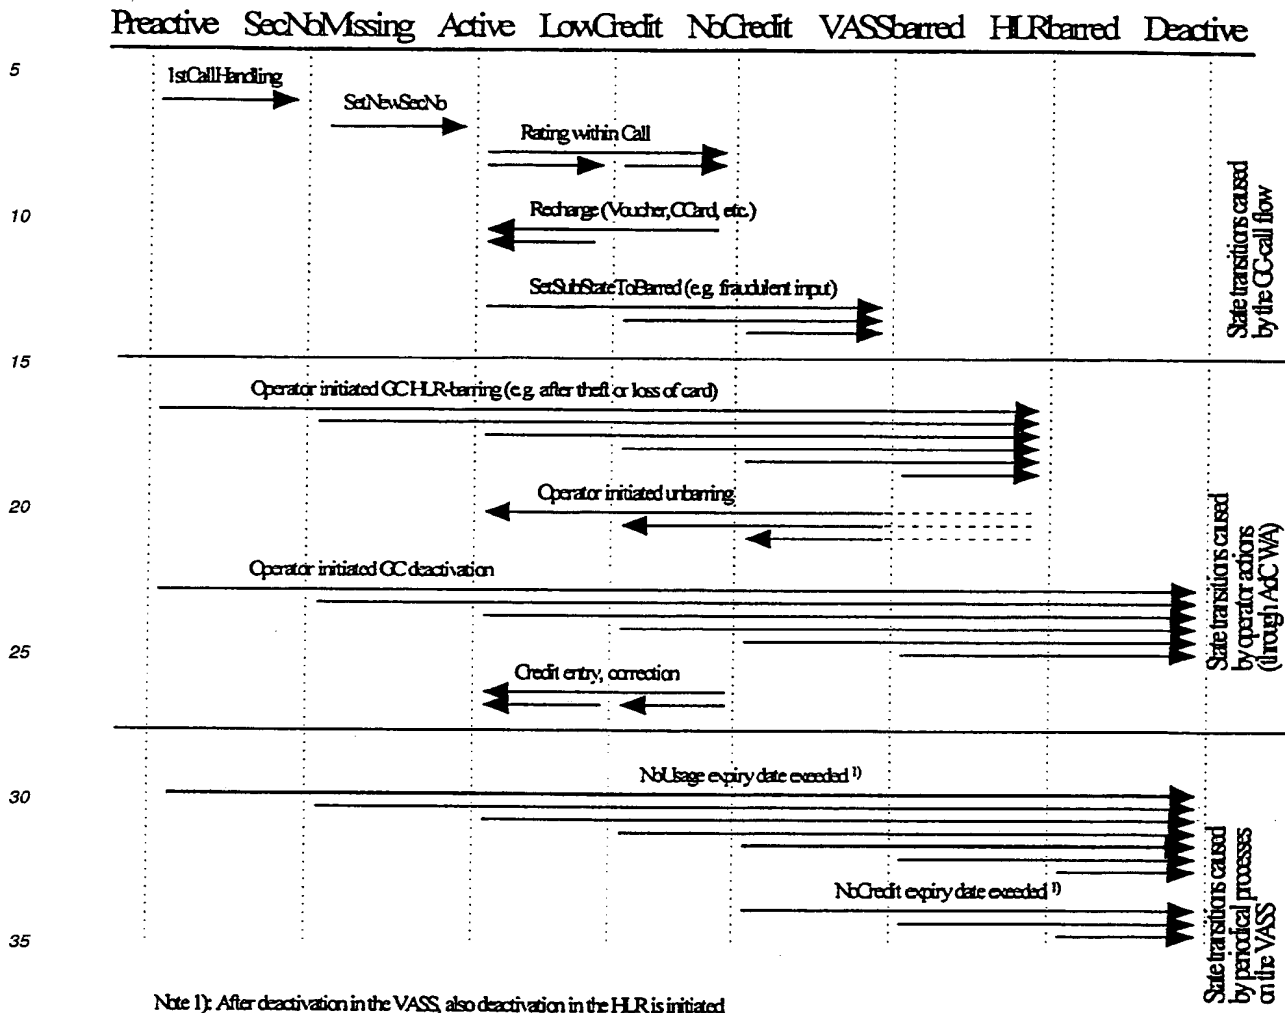 Preactive SecNoMissing Active LowCredit NoCredit VASSbarred HLRbarred Deactive
5
1stCallHandling
SetNewSecNo
Rating within Call
10
Recharge (Voucher, CCard, etc.)
SetSubStateToBarred (e.g. fraudulent input)
State transitions caused
by the GC-call flow
15
Operator initiated GC HLR-barring (e.g. after theft or loss of card)
20
Operator initiated unbarring
Operator initiated GC deactivation
25
Credit entry, correction
State transitions caused
by operator actions
(through AdC WA)
NoUsage expiry date exceeded 1)
30
NoCredit expiry date exceeded 1)
35
State transitions caused
by periodical processes
on the VASS
Note 1): After deactivation in the VASS, also deactivation in the HLR is initiated